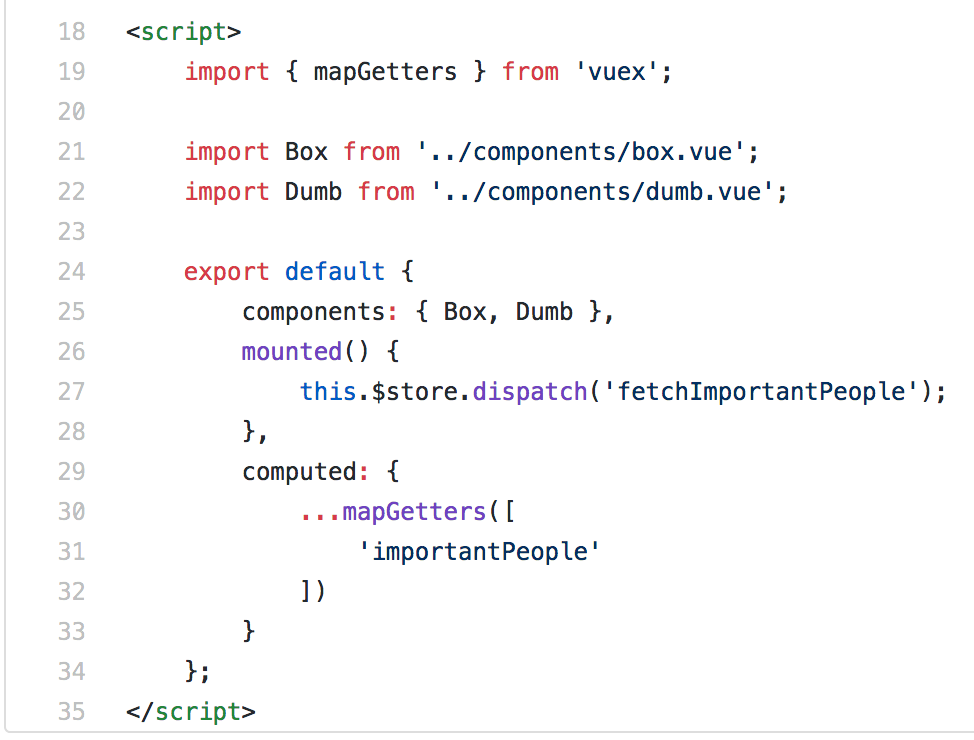 18 <script>
19     import { mapGetters } from 'vuex';
20
21     import Box from '../components/box.vue';
22     import Dumb from '../components/dumb.vue';
23
24     export default {
25         components: { Box, Dumb },
26         mounted() {
27             this.$store.dispatch('fetchImportantPeople');
28         },
29         computed: {
30             ...mapGetters([
31                 'importantPeople'
32             ])
33         }
34     };
35 </script>